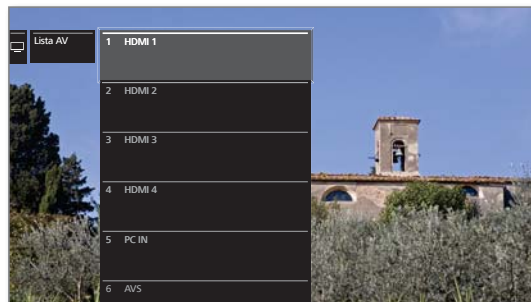 Lista AV
1 HDMI 1
2 HDMI 2
3 HDMI 3
4 HDMI 4
5 PC IN
6 AVS